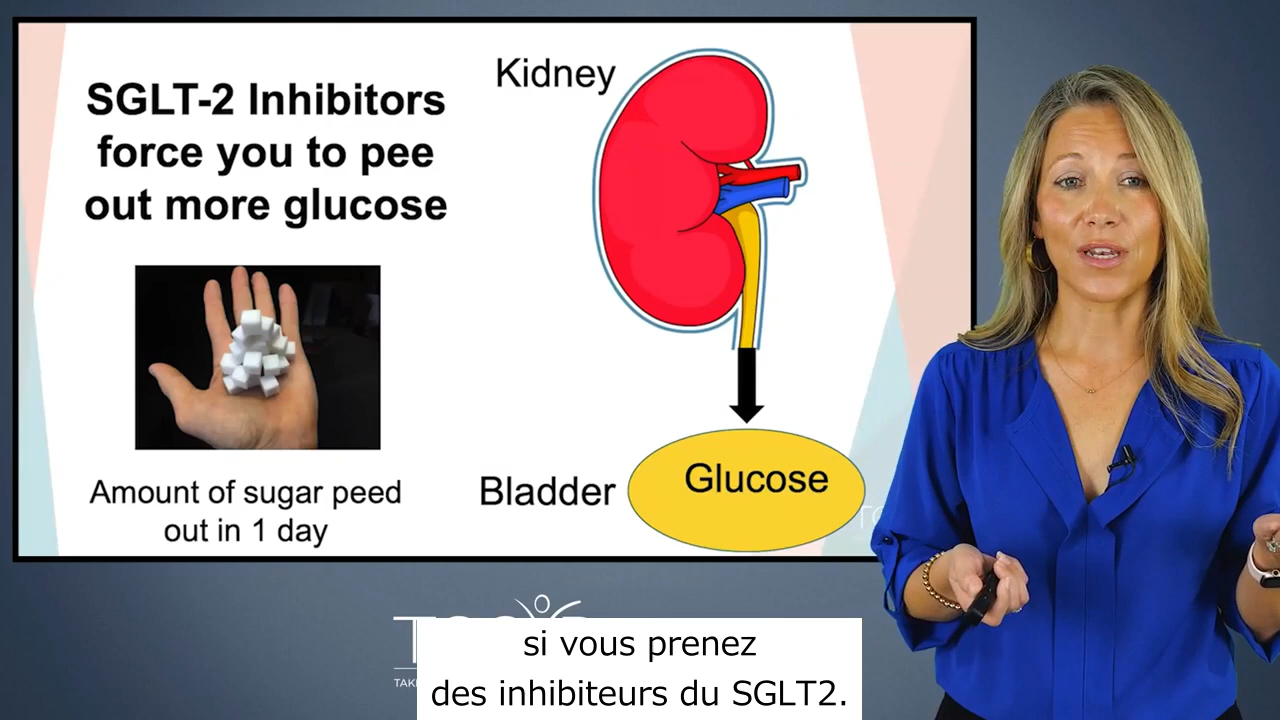 SGLT-2 Inhibitors
force you to pee
out more glucose
Kidney
Amount of sugar peed
out in 1 day
Bladder
Glucose
si vous prenez
des inhibiteurs du SGLT2.